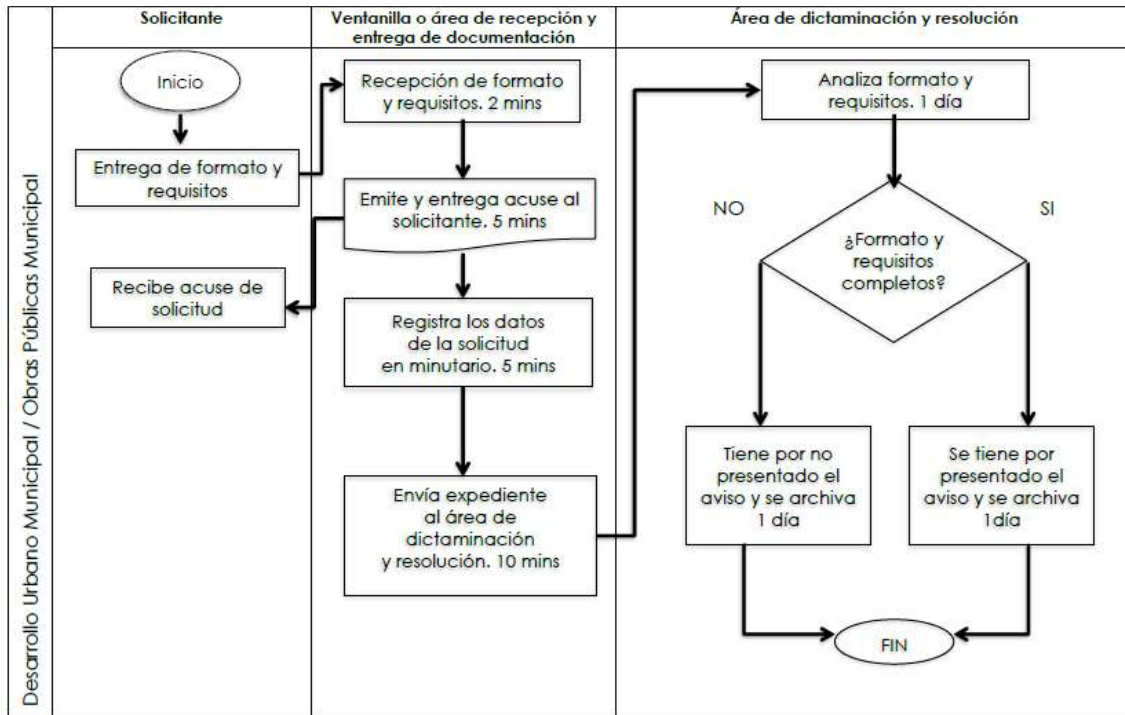 Desarrollo Urbano Municipal / Obras Públicas Municipal
Solicitante
Ventanilla o área de recepción y
entrega de documentación
Área de dictaminación y resolución
Inicio
Entrega de formato y
requisitos
Recibe acuse de
solicitud
Recepción de formato
y requisitos. 2 mins
Emite y entrega acuse al
solicitante. 5 mins
Registra los datos
de la solicitud
en minutario. 5 mins
Envía expediente
al área de
dictaminación
y resolución. 10 mins
Analiza formato y
requisitos. 1 día
NO
SI
¿Formato y
requisitos
completos?
Tiene por no
presentado el
aviso y se archiva
1 día
Se tiene por
presentado el
aviso y se archiva
1día
FIN